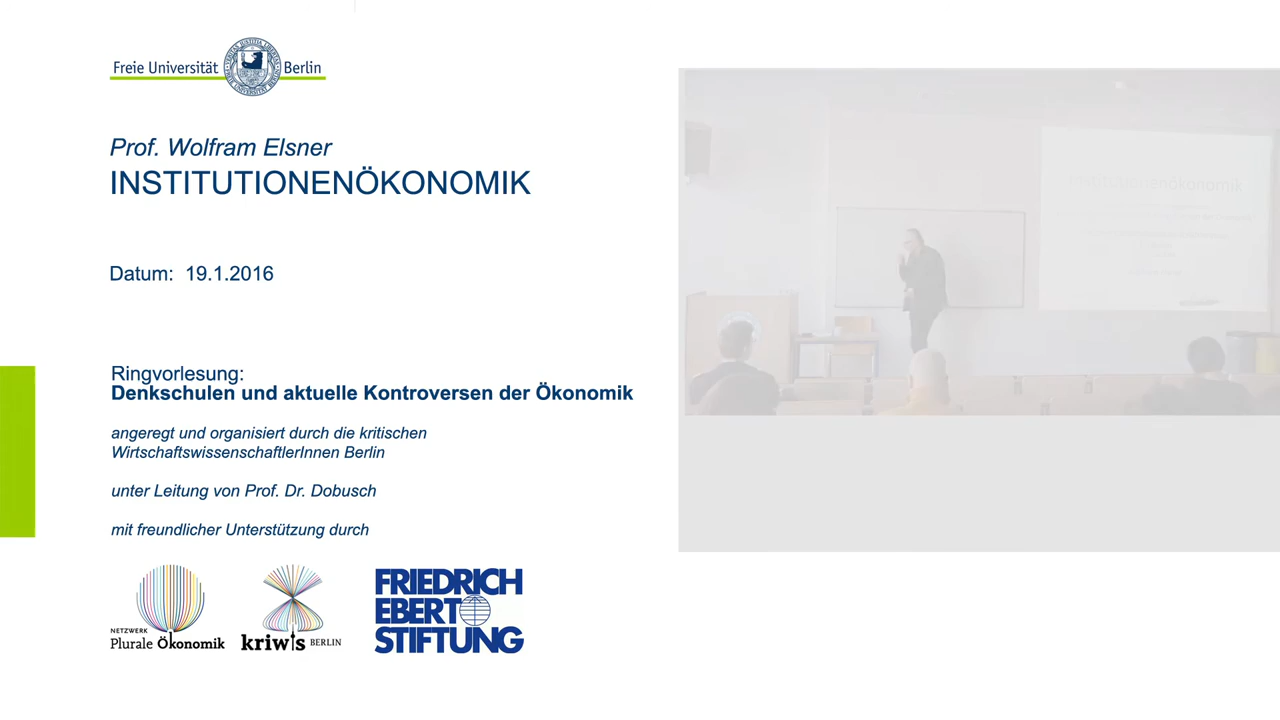 Freie Universität Berlin
Prof. Wolfram Elsner
INSTITUTIONENÖKONOMIK
Datum: 19.1.2016
Ringvorlesung:
Denkschulen und aktuelle Kontroversen der Ökonomik
angeregt und organisiert durch die kritischen
WirtschaftswissenschaftlerInnen Berlin
unter Leitung von Prof. Dr. Dobusch
mit freundlicher Unterstützung durch
NETZWERK
Plurale Ökonomik
kriwis BERLIN
FRIEDRICH
EBERT
STIFTUNG
Institutionenökonomik